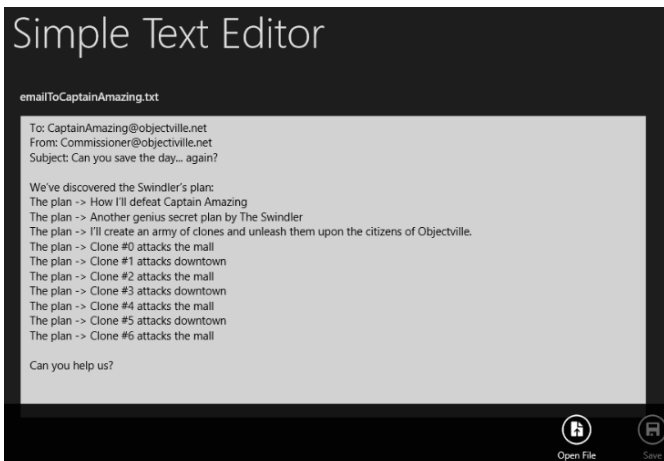 Simple Text Editor
emailToCaptainAmazing.txt
To: CaptainAmazing@objectville.net
From: Commissioner@objectiville.net
Subject: Can you save the day... again?
We've discovered the Swindler's plan:
The plan -> How I'll defeat Captain Amazing
The plan -> Another genius secret plan by The Swindler
The plan -> I'll create an army of clones and unleash them upon the citizens of Objectville.
The plan -> Clone #0 attacks the mall
The plan -> Clone #1 attacks downtown
The plan -> Clone #2 attacks the mall
The plan -> Clone #3 attacks downtown
The plan -> Clone #4 attacks the mall
The plan -> Clone #5 attacks downtown
The plan -> Clone #6 attacks the mall
Can you help us?
Open File Save